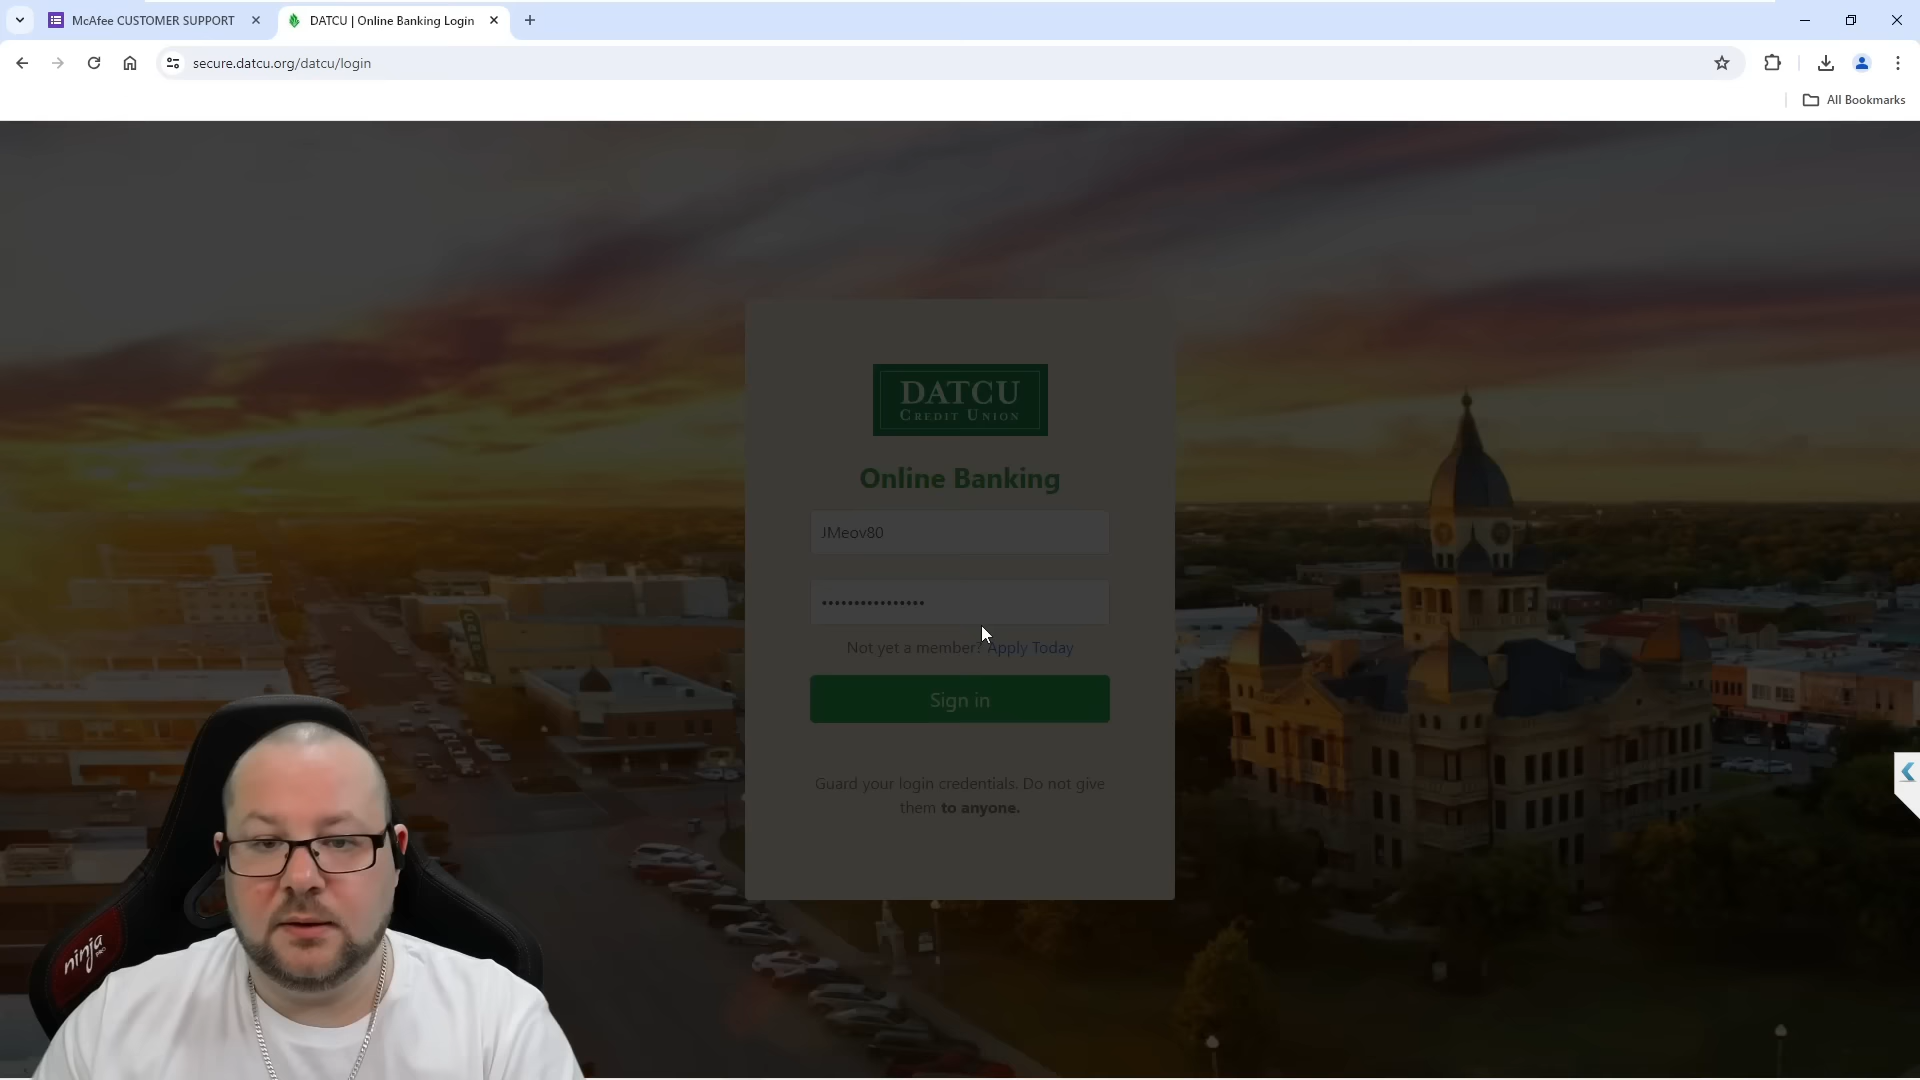 McAfee CUSTOMER SUPPORT
DATCU | Online Banking Login
secure.datcu.org/datcu/login
All Bookmarks
DATCU
CREDIT UNION
Online Banking
JMeov80
••••••••••••••••
Not yet a member? Apply Today
Sign in
Guard your login credentials. Do not give
them to anyone.
ninja
PRO